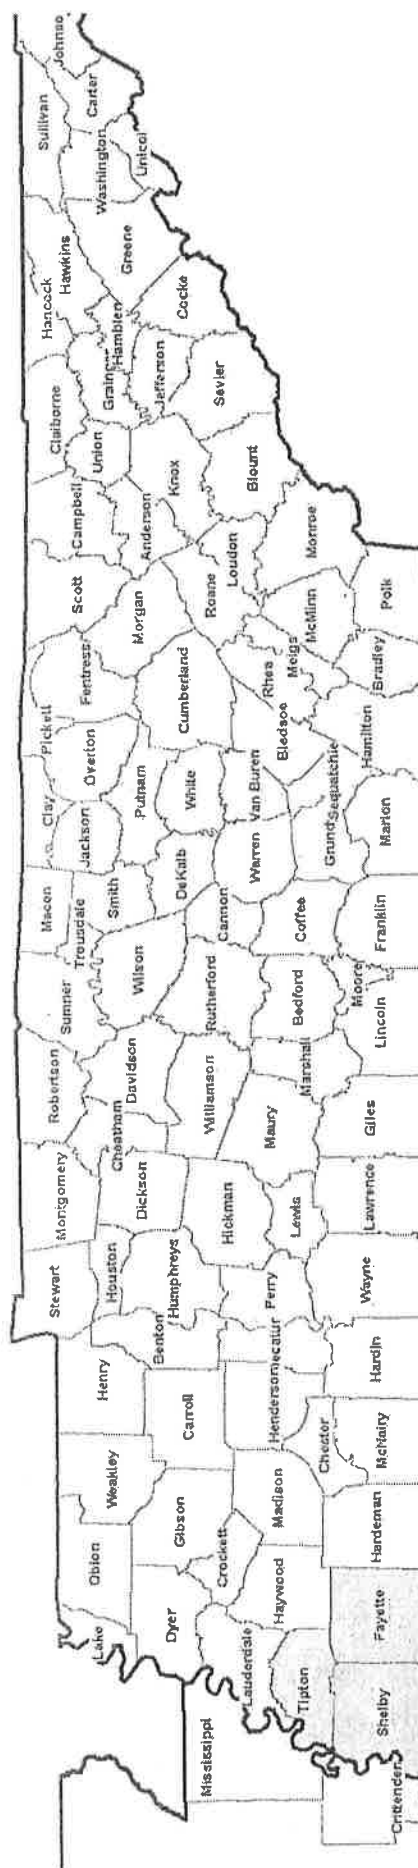 Johnso
Sullivan
Carter
Washington
Unicoi
Hawkins
Hancock
Greene
Hamblen
Cocke
Grainger
Jefferson
Claiborne
Union
Sevier
Knox
Campbell
Anderson
Blount
Scott
Morgan
Roane
Loudon
Monroe
McMinn
Fentress
Cumberland
Rhea
Meigs
Polk
Bradley
Pickett
Overton
Bledsoe
Clay
Putnam
White
Van Buren
Sequatchie
Hamilton
Jackson
Macon
Smith
DeKalb
Warren
Grund
Marion
Trousdale
Cannon
Coffee
Franklin
Sumner
Wilson
Rutherford
Bedford
Moore
Lincoln
Robertson
Davidson
Williamson
Marshall
Cheatham
Maury
Giles
Montgomery
Dickson
Hickman
Lewis
Lawrence
Stewart
Houston
Humphreys
Perry
Wayne
Benton
Henry
Henderson
ecatur
Hardin
Carroll
Chester
McNairy
Weakley
Gibson
Madison
Hardeman
Obion
Crockett
Haywood
Fayette
Lake
Dyer
Lauderdale
Tipton
Shelby
Mississippi
Crittenden